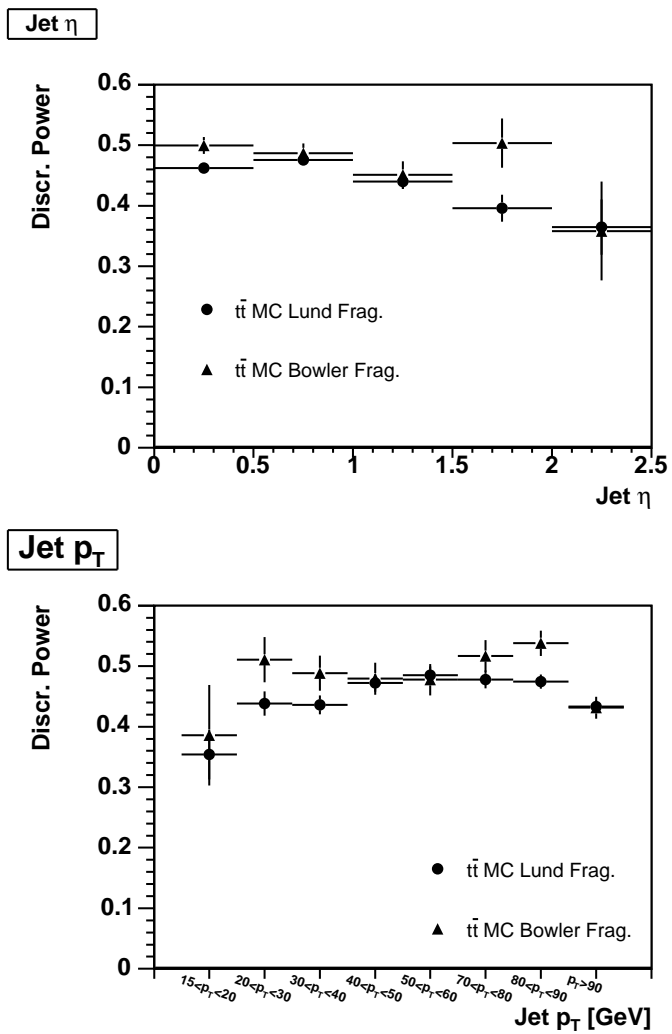 Jet η
0.6
0.5
0.4
0.3
0.2
0.1
0
Discr. Power
tt̄ MC Lund Frag.
tt̄ MC Bowler Frag.
0 0.5 1 1.5 2 2.5
Jet η
Jet p_T
0.6
0.5
0.4
0.3
0.2
0.1
0
Discr. Power
tt̄ MC Lund Frag.
tt̄ MC Bowler Frag.
15<p_T<20 20<p_T<30 30<p_T<40 40<p_T<50 50<p_T<60 70<p_T<80 80<p_T<90 p_T>90
Jet p_T [GeV]